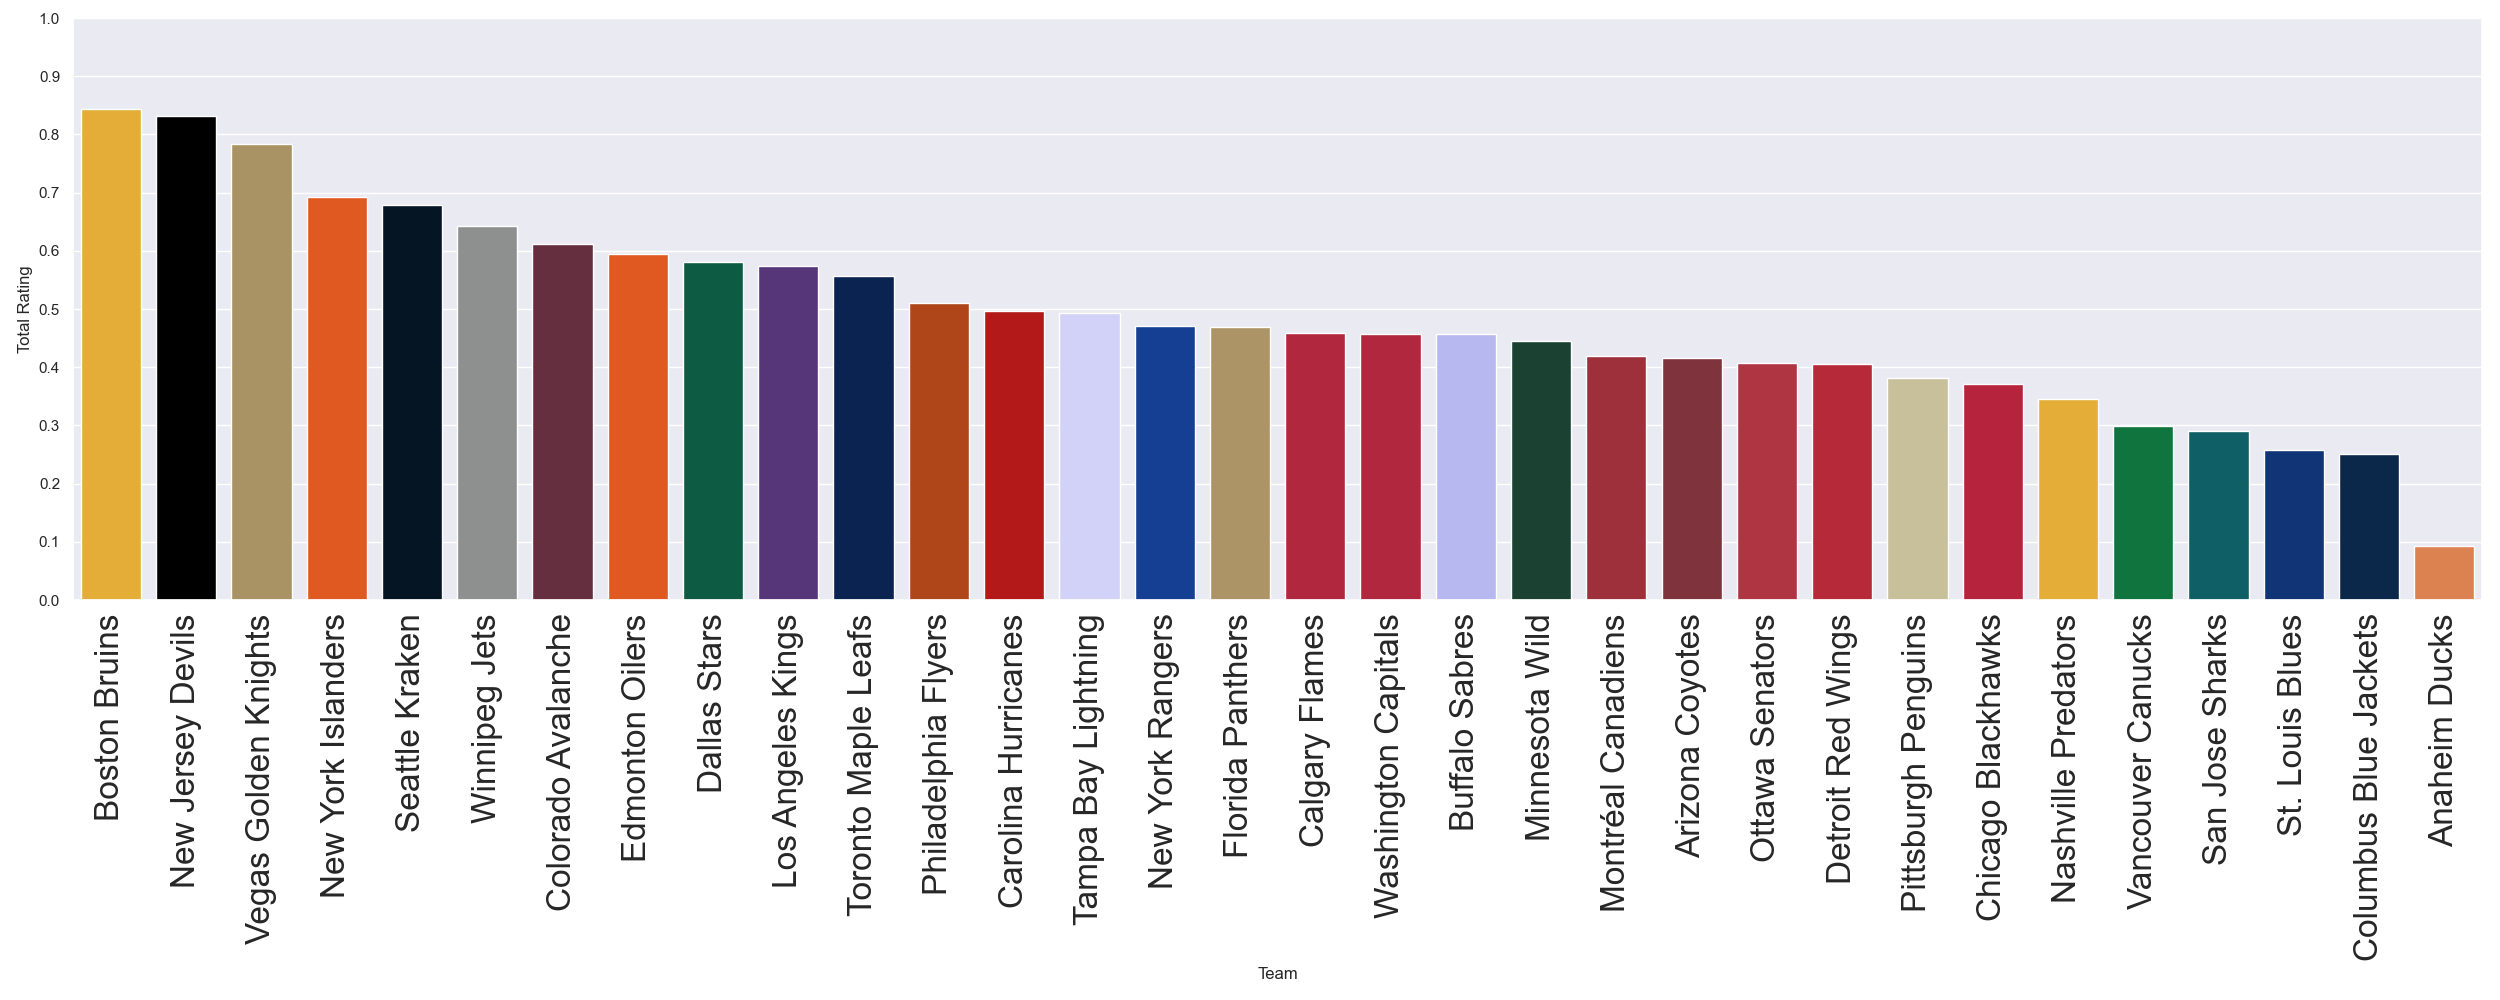 1.0
0.9
0.8
0.7
0.6
0.5
0.4
0.3
0.2
0.1
0.0
Total Rating
Boston Bruins
New Jersey Devils
Vegas Golden Knights
New York Islanders
Seattle Kraken
Winnipeg Jets
Colorado Avalanche
Edmonton Oilers
Dallas Stars
Los Angeles Kings
Toronto Maple Leafs
Philadelphia Flyers
Carolina Hurricanes
Tampa Bay Lightning
New York Rangers
Florida Panthers
Calgary Flames
Washington Capitals
Buffalo Sabres
Minnesota Wild
Montréal Canadiens
Arizona Coyotes
Ottawa Senators
Detroit Red Wings
Pittsburgh Penguins
Chicago Blackhawks
Nashville Predators
Vancouver Canucks
San Jose Sharks
St. Louis Blues
Columbus Blue Jackets
Anaheim Ducks
Team